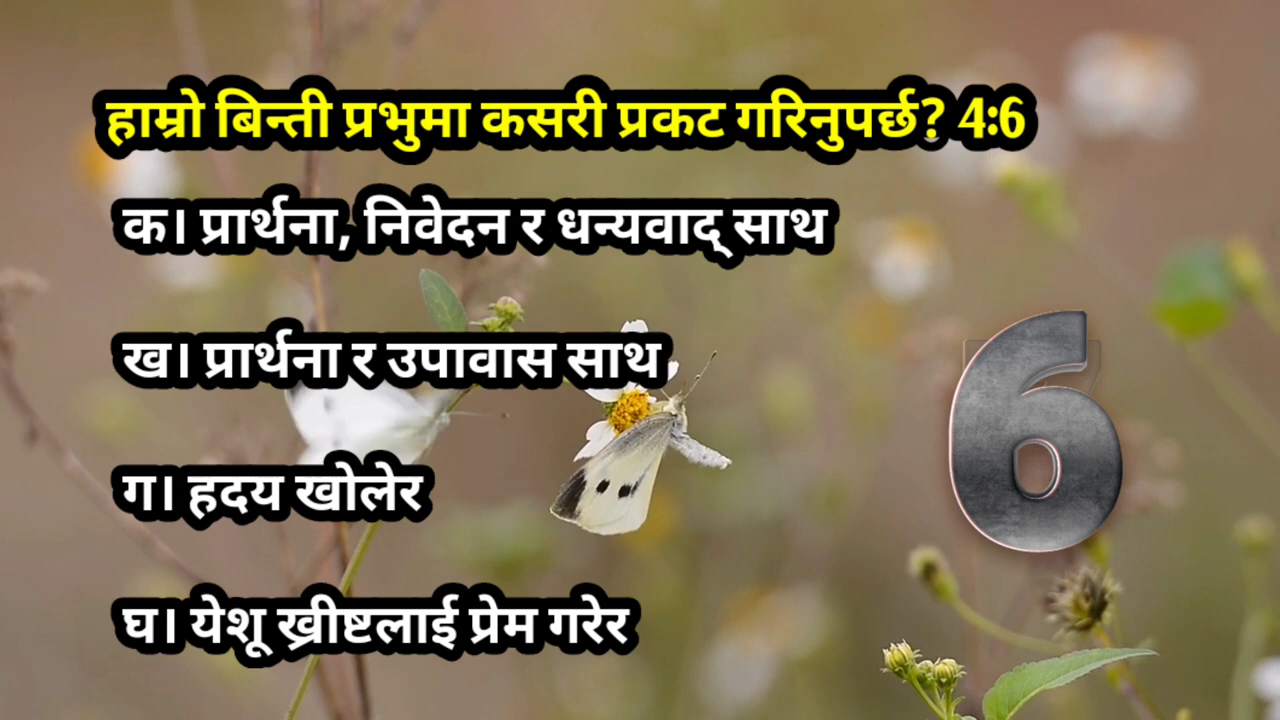 हाम्रो बिन्ती प्रभुमा कसरी प्रकट गरिनुपर्छ? 4:6
क। प्रार्थना, निवेदन र धन्यवाद् साथ
ख। प्रार्थना र उपावास साथ
6
ग। हदय खोलेर
घ। येशू ख्रीष्टलाई प्रेम गरेर